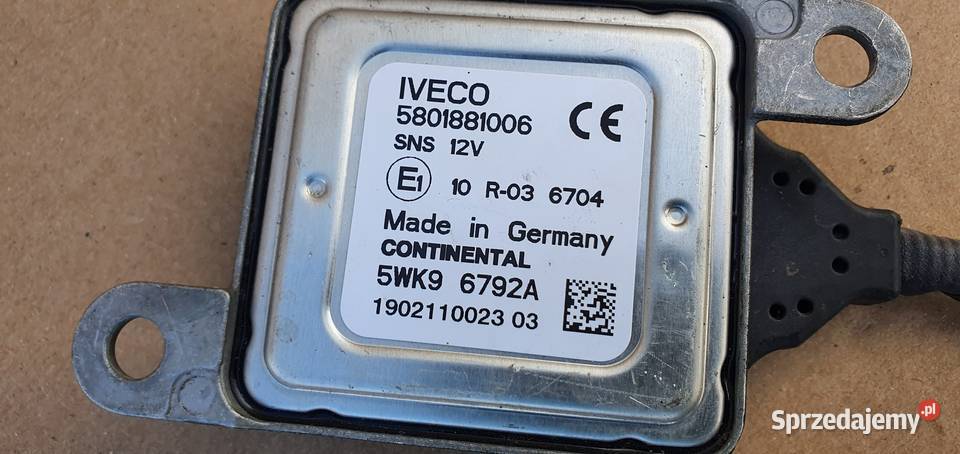 IVECO
5801881006
CE
SNS 12V
E1 10 R-03 6704
Made in Germany
CONTINENTAL
5WK9 6792A
1902110023 03
Sprzedajemy.pl